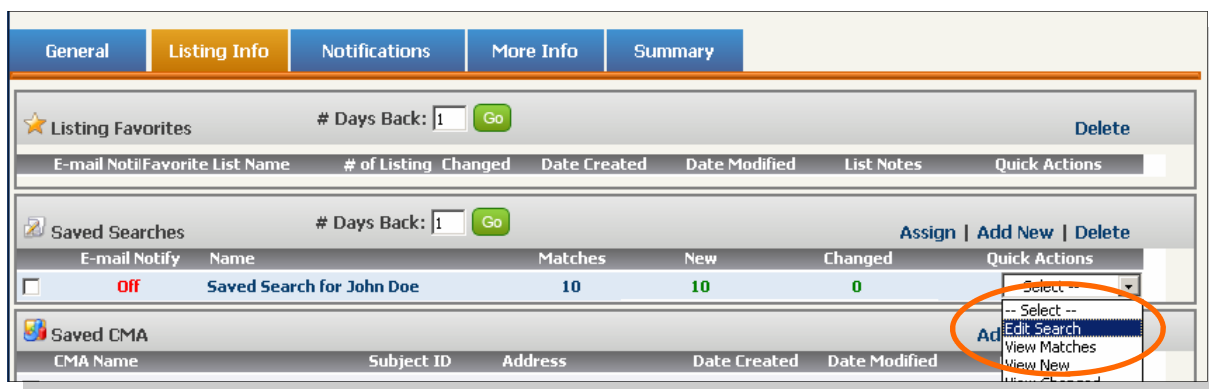 General Listing Info Notifications More Info Summary
Listing Favorites # Days Back: 1 Go Delete
E-mail Noti Favorite List Name # of Listing Changed Date Created Date Modified List Notes Quick Actions
Saved Searches # Days Back: 1 Go Assign | Add New | Delete
E-mail Notify Name Matches New Changed Quick Actions
Off Saved Search for John Doe 10 10 0 -- Select --
-- Select --
Saved CMA Ad Edit Search
View Matches
CMA Name Subject ID Address Date Created Date Modified View New
View Changed